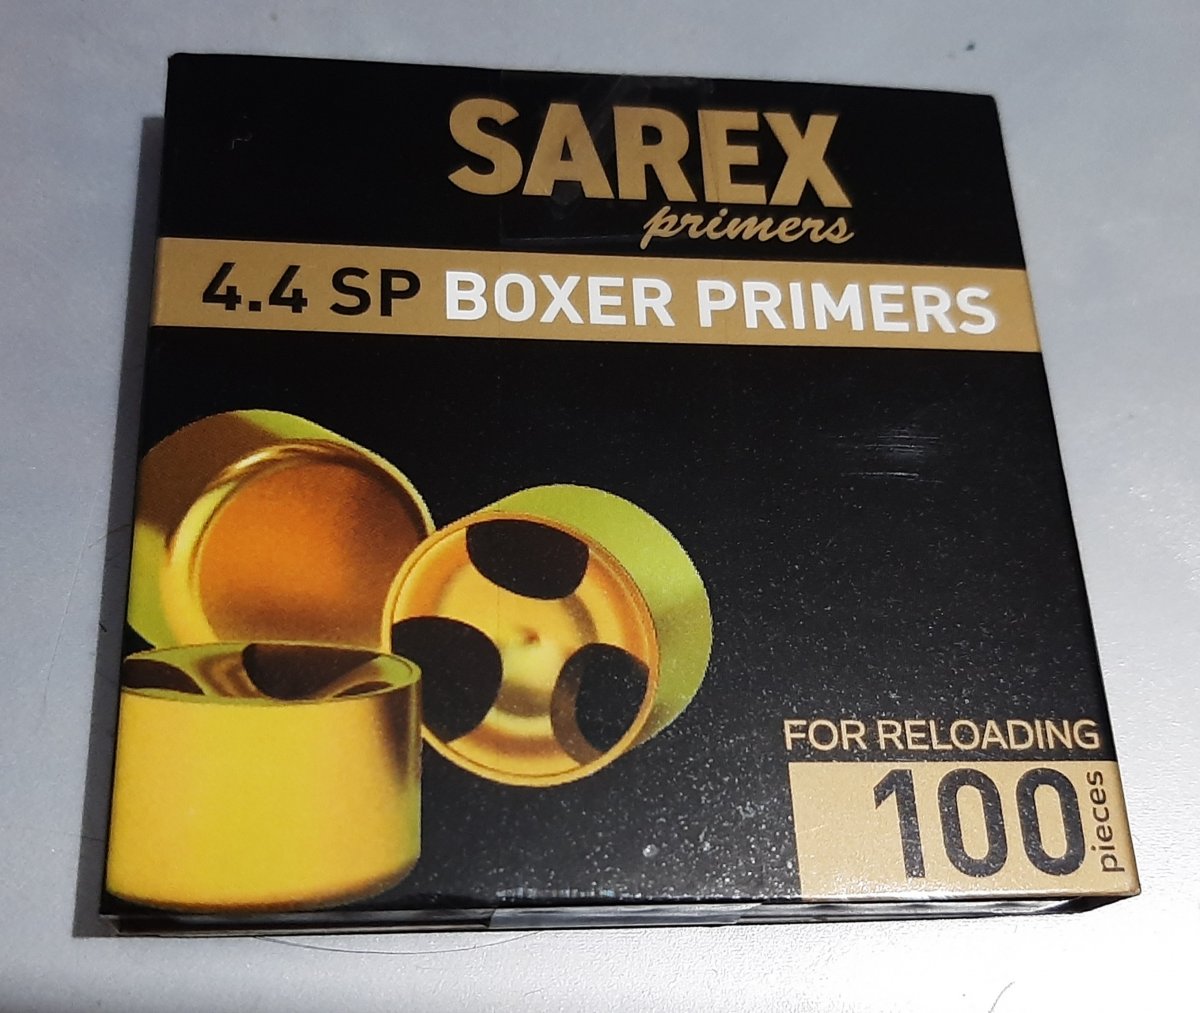 SAREX
primers
4.4 SP BOXER PRIMERS
FOR RELOADING
100 pieces